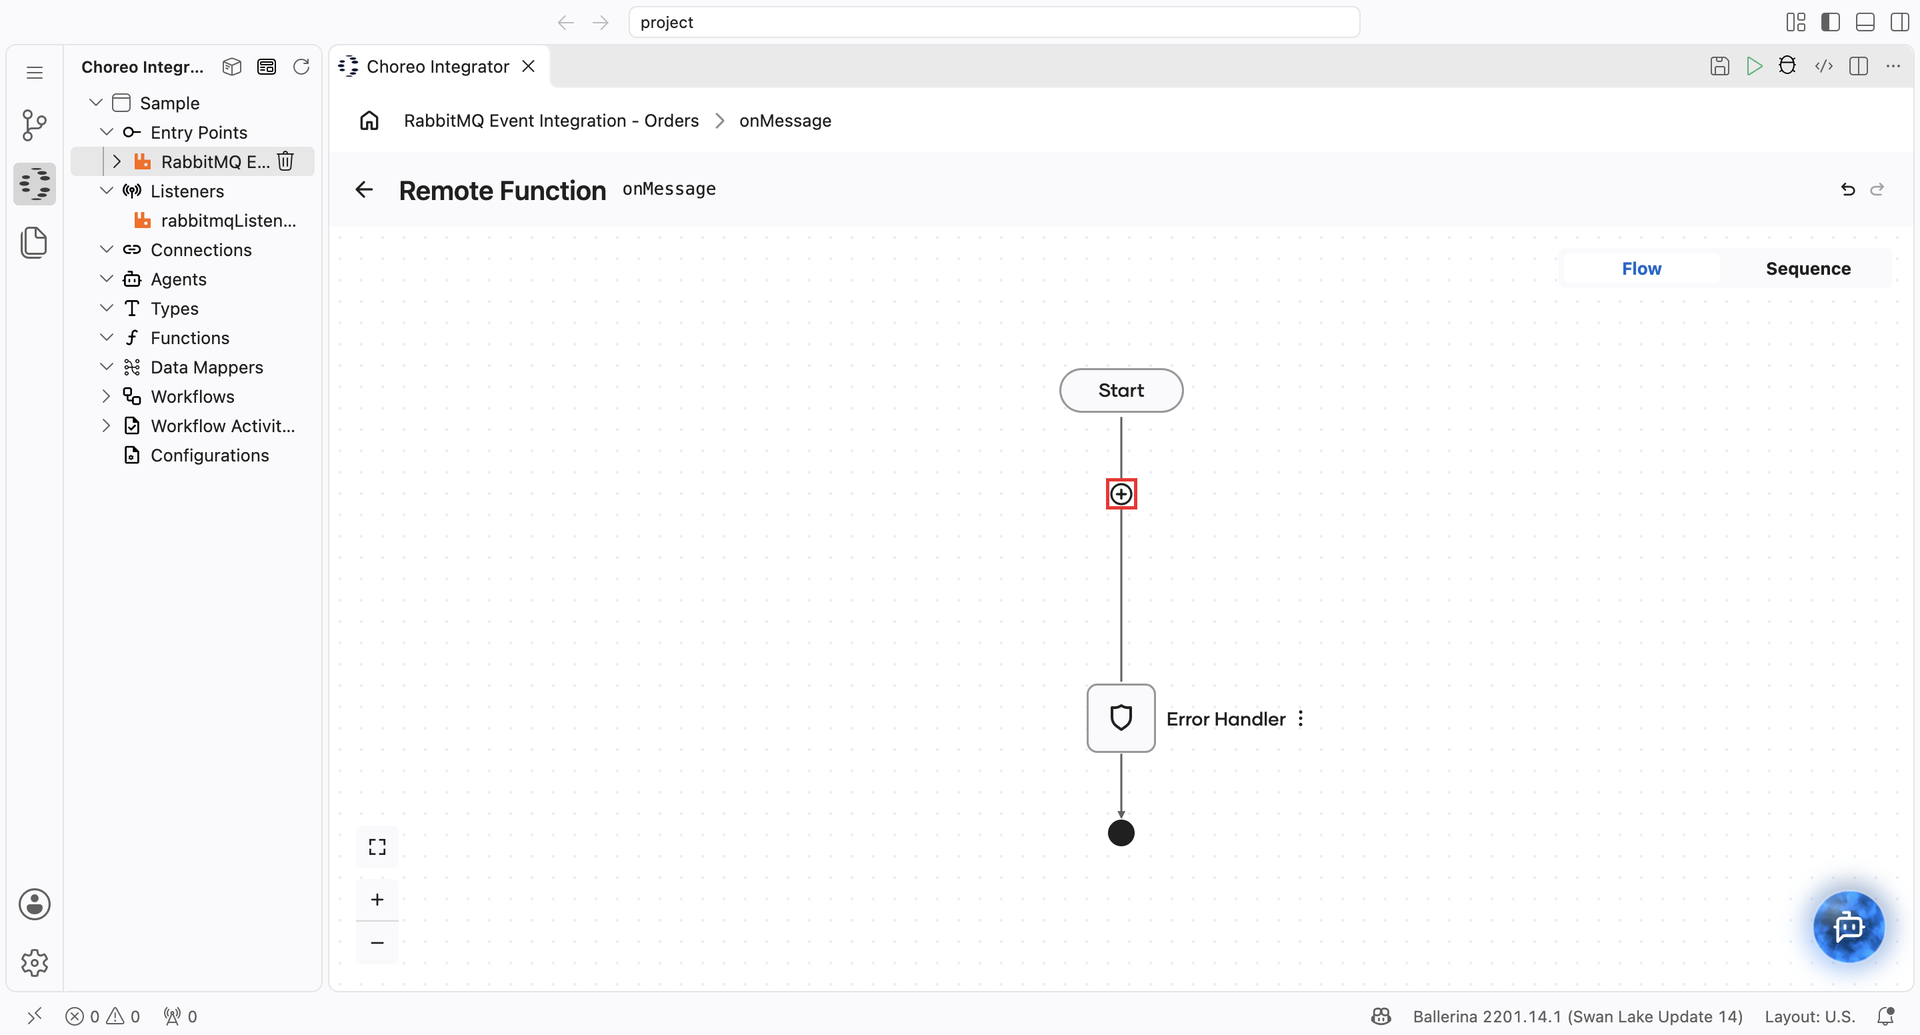 project
Choreo Integr...
Sample
Entry Points
RabbitMQ E...
Listeners
rabbitmqListen...
Connections
Agents
Types
Functions
Data Mappers
Workflows
Workflow Activit...
Configurations
Choreo Integrator
RabbitMQ Event Integration - Orders > onMessage
Remote Function onMessage
Flow Sequence
Start
Error Handler
0 0 0
Ballerina 2201.14.1 (Swan Lake Update 14) Layout: U.S.